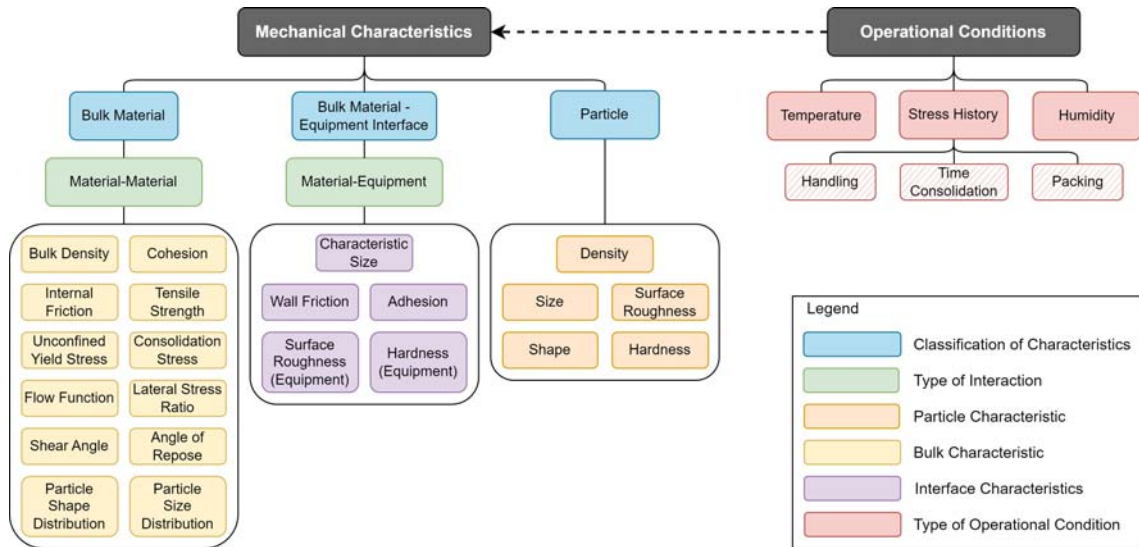 Mechanical Characteristics
Operational Conditions
Bulk Material
Bulk Material -
Equipment Interface
Particle
Temperature
Stress History
Humidity
Material-Material
Material-Equipment
Handling
Time
Consolidation
Packing
Bulk Density
Cohesion
Internal
Friction
Tensile
Strength
Unconfined
Yield Stress
Consolidation
Stress
Flow Function
Lateral Stress
Ratio
Shear Angle
Angle of
Repose
Particle
Shape
Distribution
Particle
Size
Distribution
Characteristic
Size
Wall Friction
Adhesion
Surface
Roughness
(Equipment)
Hardness
(Equipment)
Density
Size
Surface
Roughness
Shape
Hardness
Legend
Classification of Characteristics
Type of Interaction
Particle Characteristic
Bulk Characteristic
Interface Characteristics
Type of Operational Condition